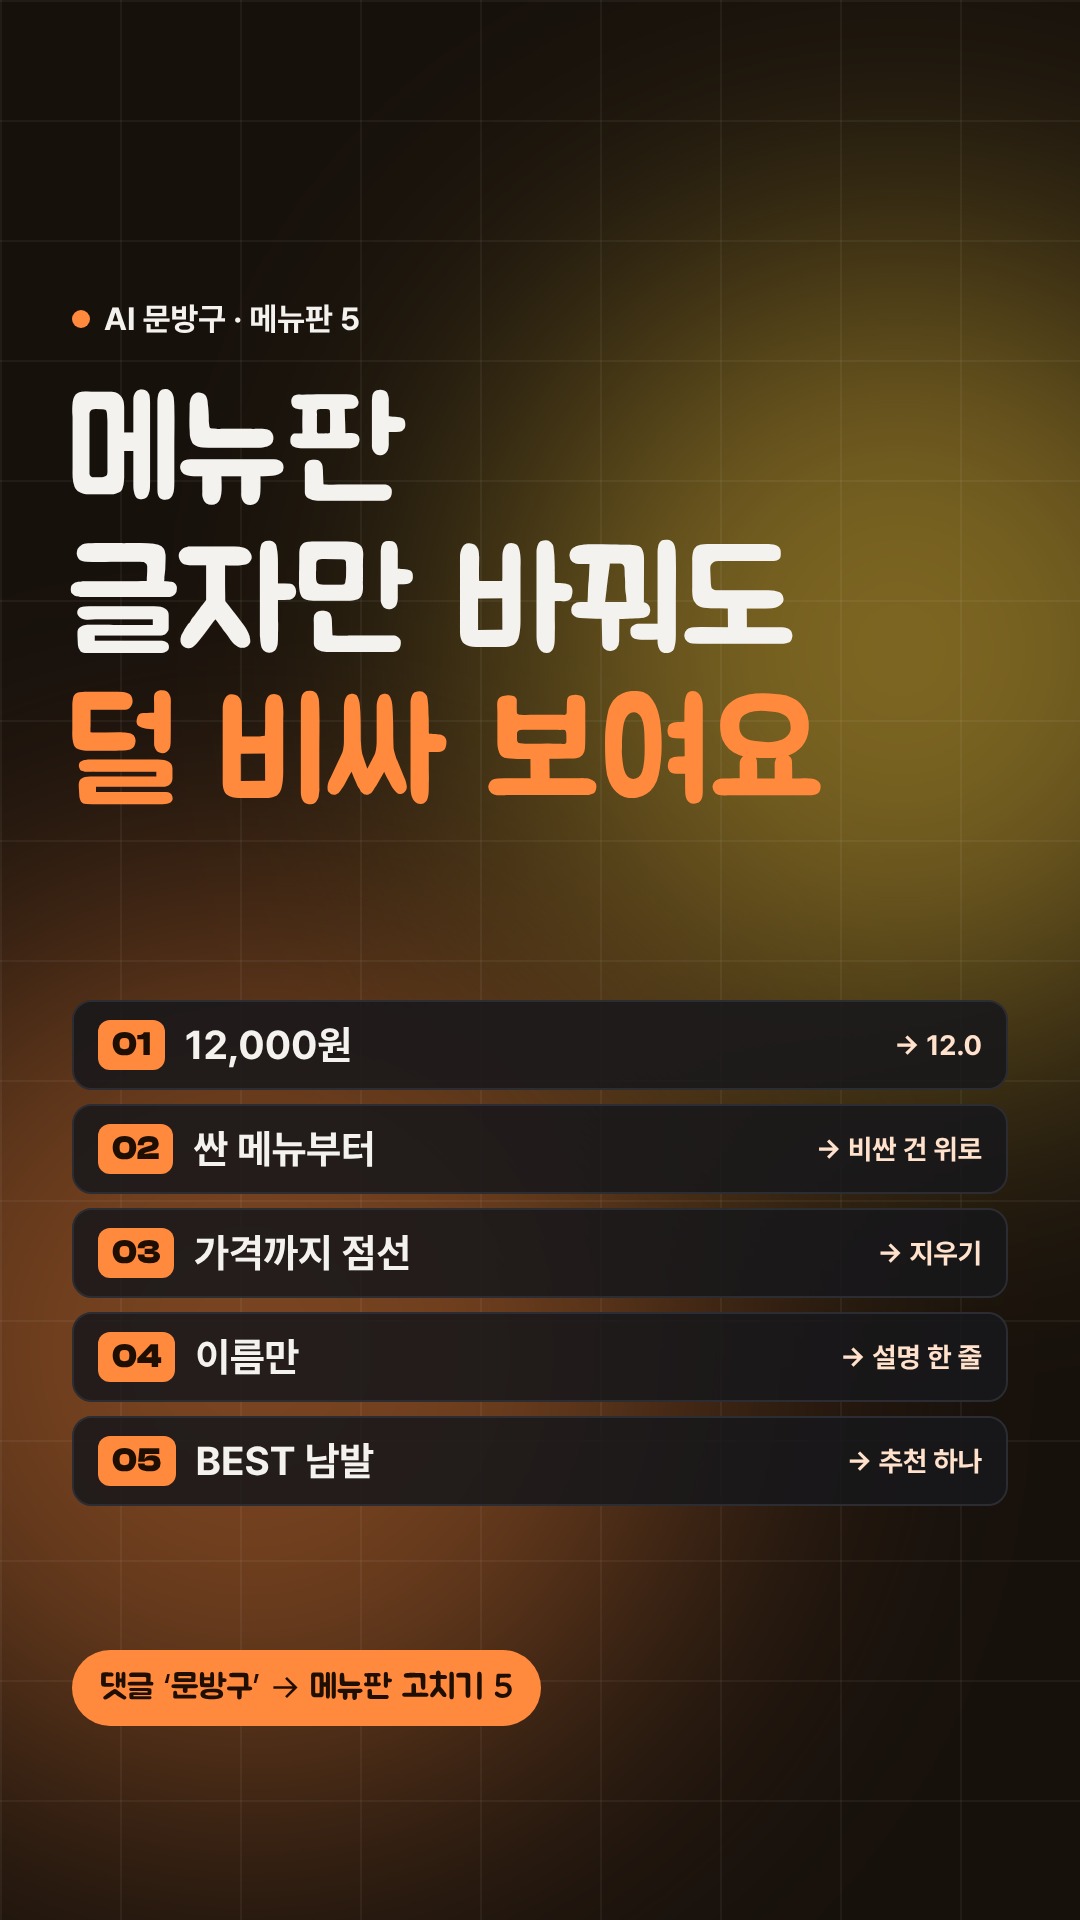 AI 문방구 · 메뉴판 5
메뉴판
글자만 바꿔도
덜 비싸 보여요
01 12,000원 → 12.0
02 싼 메뉴부터 → 비싼 건 위로
03 가격까지 점선 → 지우기
04 이름만 → 설명 한 줄
05 BEST 남발 → 추천 하나
댓글 ‘문방구’ → 메뉴판 고치기 5